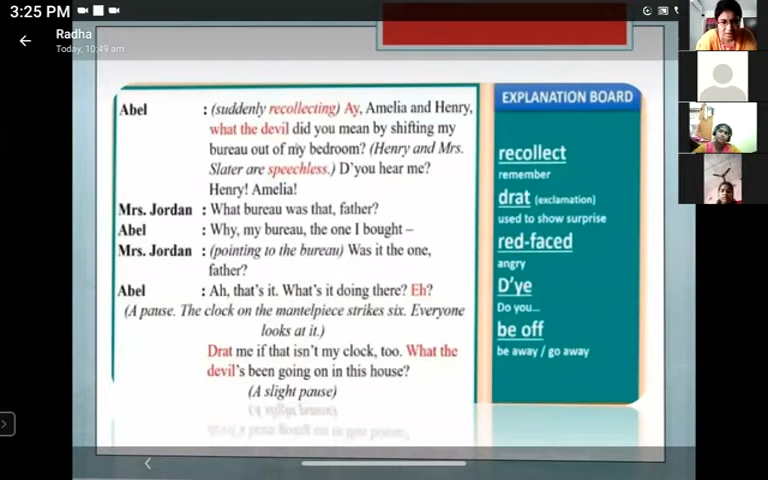 3:25 PM
Radha
Today, 10:49 am
Abel : (suddenly recollecting) Ay, Amelia and Henry,
what the devil did you mean by shifting my
bureau out of my bedroom? (Henry and Mrs.
Slater are speechless.) D'you hear me?
Henry! Amelia!
Mrs. Jordan : What bureau was that, father?
Abel : Why, my bureau, the one I bought –
Mrs. Jordan : (pointing to the bureau) Was it the one,
father?
Abel : Ah, that's it. What's it doing there? Eh?
(A pause. The clock on the mantelpiece strikes six. Everyone
looks at it.)
Drat me if that isn't my clock, too. What the
devil's been going on in this house?
(A slight pause)
EXPLANATION BOARD
recollect
remember
drat (exclamation)
used to show surprise
red-faced
angry
D'ye
Do you...
be off
be away / go away